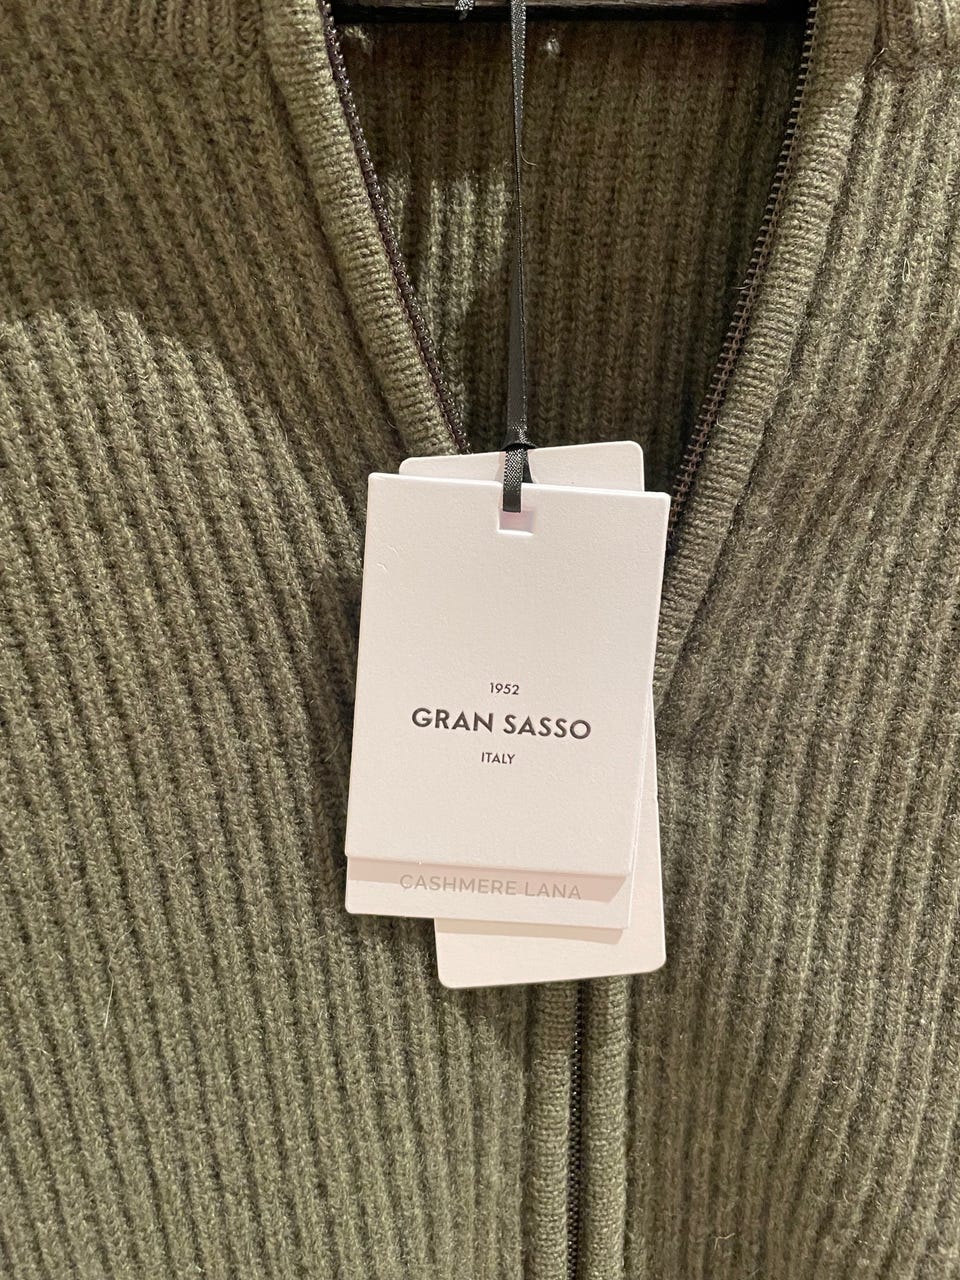 1952
GRAN SASSO
ITALY
CASHMERE LANA